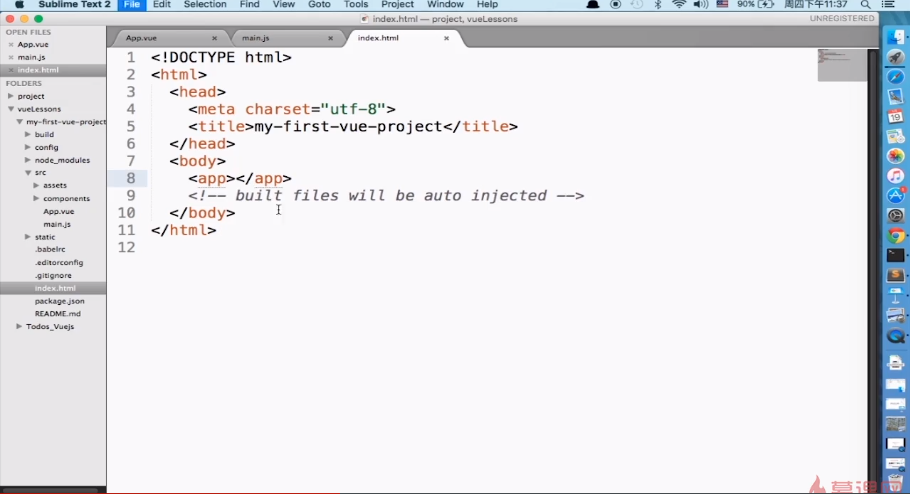 Sublime Text 2 File Edit Selection Find View Goto Tools Project Window Help 90% 周四下午11:37
index.html — project, vueLessons UNREGISTERED
OPEN FILES
× App.vue
× main.js
× index.html
FOLDERS
project
vueLessons
my-first-vue-project
build
config
node_modules
src
assets
components
App.vue
main.js
static
.babelrc
.editorconfig
.gitignore
index.html
package.json
README.md
Todos_Vuejs
App.vue × main.js × index.html ×
1 <!DOCTYPE html>
2 <html>
3 <head>
4 <meta charset="utf-8">
5 <title>my-first-vue-project</title>
6 </head>
7 <body>
8 <app></app>
9 <!-- built files will be auto injected -->
10 </body>
11 </html>
12
19
慕课网